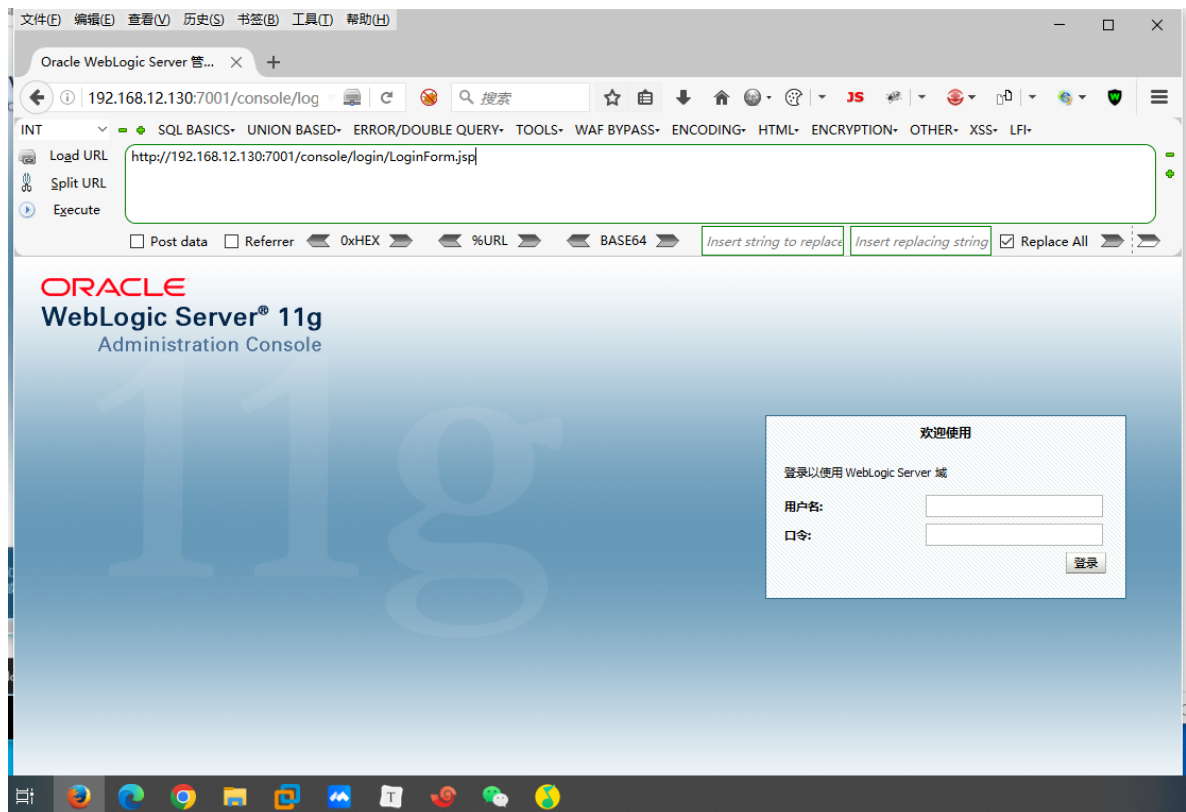 文件(F) 编辑(E) 查看(V) 历史(S) 书签(B) 工具(T) 帮助(H)
Oracle WebLogic Server 管...
192.168.12.130:7001/console/log
搜索
JS
INT SQL BASICS UNION BASED ERROR/DOUBLE QUERY TOOLS WAF BYPASS ENCODING HTML ENCRYPTION OTHER XSS LFI
Load URL http://192.168.12.130:7001/console/login/LoginForm.jsp
Split URL
Execute
Post data Referrer 0xHEX %URL BASE64 Insert string to replace Insert replacing string Replace All
ORACLE
WebLogic Server® 11g
Administration Console
11g
欢迎使用
登录以使用 WebLogic Server 域
用户名:
口令:
登录